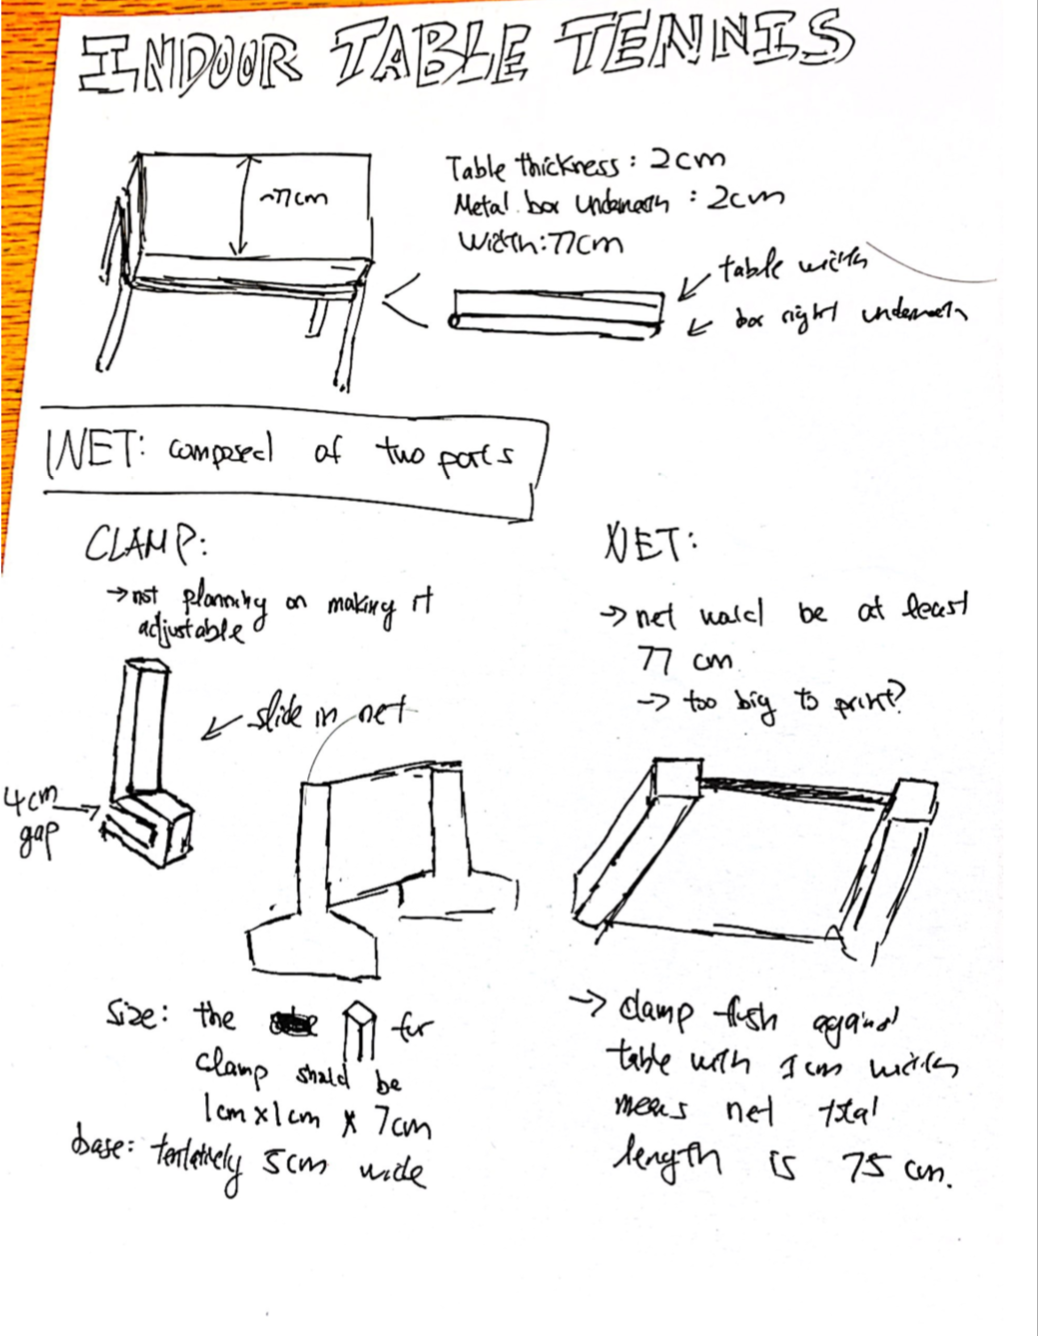 INDOOR TABLE TENNIS
~77cm
Table thickness: 2cm
Metal box underneath: 2cm
Width: 77cm
table width
box right underneath
NET: composed of two parts
CLAMP:
→ not planning on making it
adjustable
slide in net
4cm
gap
Size: the for
clamp should be
1cm x 1cm x 7cm
base: tentatively 5cm wide
NET:
→ net would be at least
77 cm
→ too big to print?
→ clamp flush against
table with 1cm width
means net total
length is 75 cm.